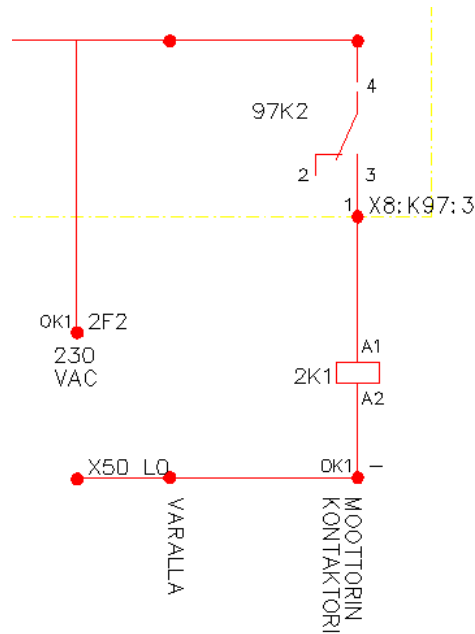 4
97K2
2
3
1 X8:K97:3
OK1 2F2
230
VAC
A1
2K1
A2
X50 LO
OK1 -
VARALLA
MOOTTORIN
KONTAKTORI